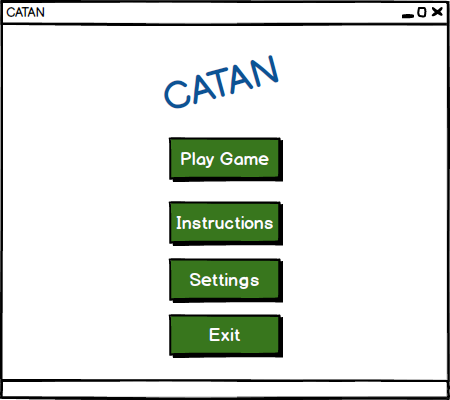 CATAN
CATAN
Play Game
Instructions
Settings
Exit